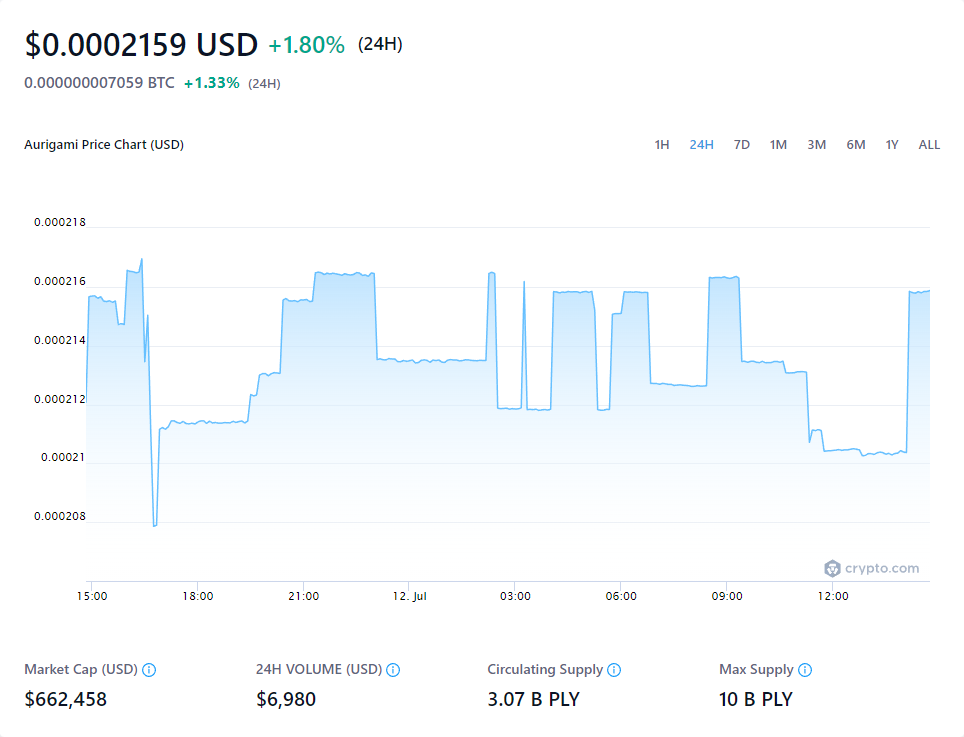 $0.0002159 USD +1.80% (24H)
0.000000007059 BTC +1.33% (24H)
Aurigami Price Chart (USD) 1H 24H 7D 1M 3M 6M 1Y ALL
0.000218
0.000216
0.000214
0.000212
0.00021
0.000208
crypto.com
15:00 18:00 21:00 12. Jul 03:00 06:00 09:00 12:00
Market Cap (USD) 24H VOLUME (USD) Circulating Supply Max Supply
$662,458 $6,980 3.07 B PLY 10 B PLY